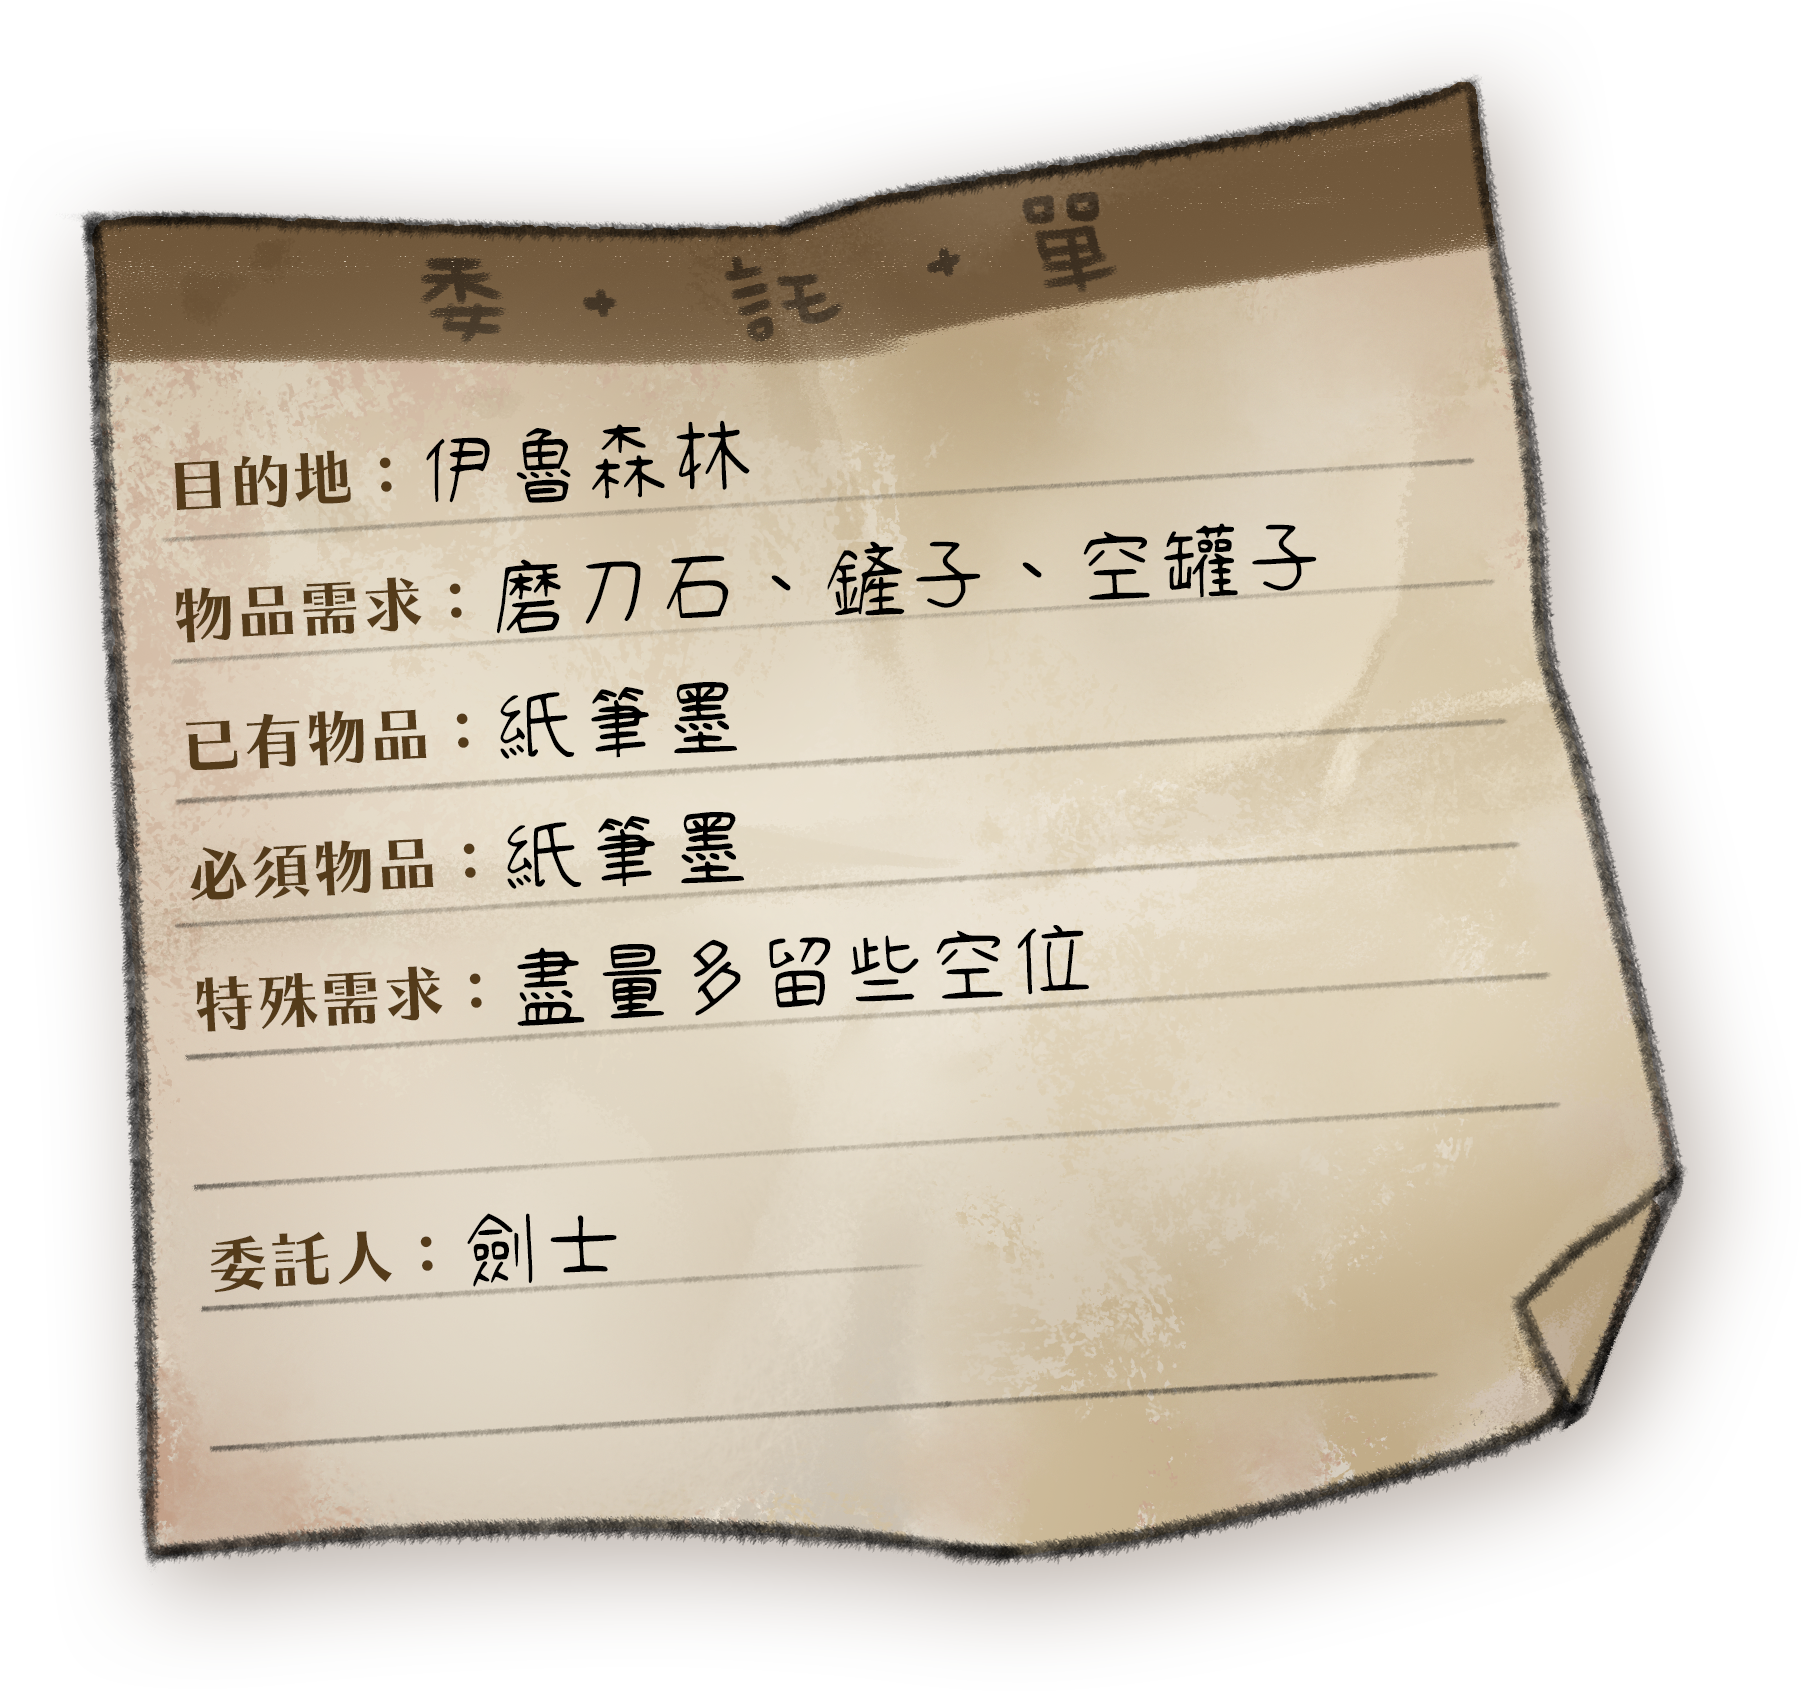 委・託・單
目的地：伊魯森林
物品需求：磨刀石、鏟子、空罐子
已有物品：紙筆墨
必須物品：紙筆墨
特殊需求：盡量多留些空位
委託人：劍士